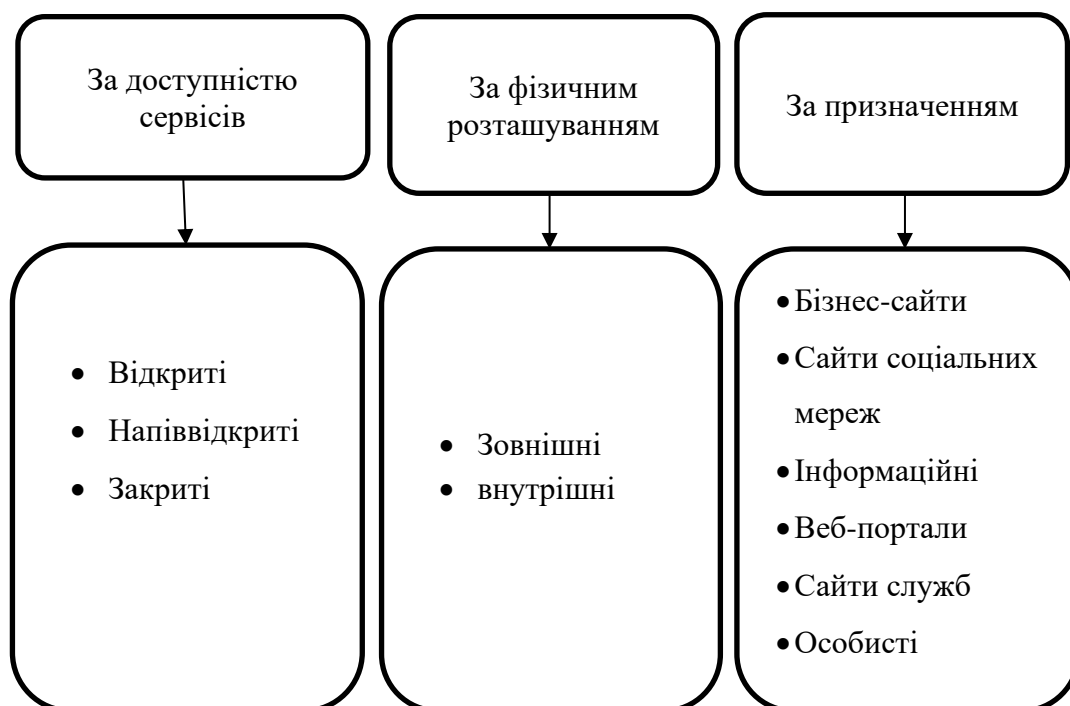 За доступністю
сервісів
За фізичним
розташуванням
За призначенням
• Відкриті
• Напіввідкриті
• Закриті
• Зовнішні
• внутрішні
• Бізнес-сайти
• Сайти соціальних
мереж
• Інформаційні
• Веб-портали
• Сайти служб
• Особисті